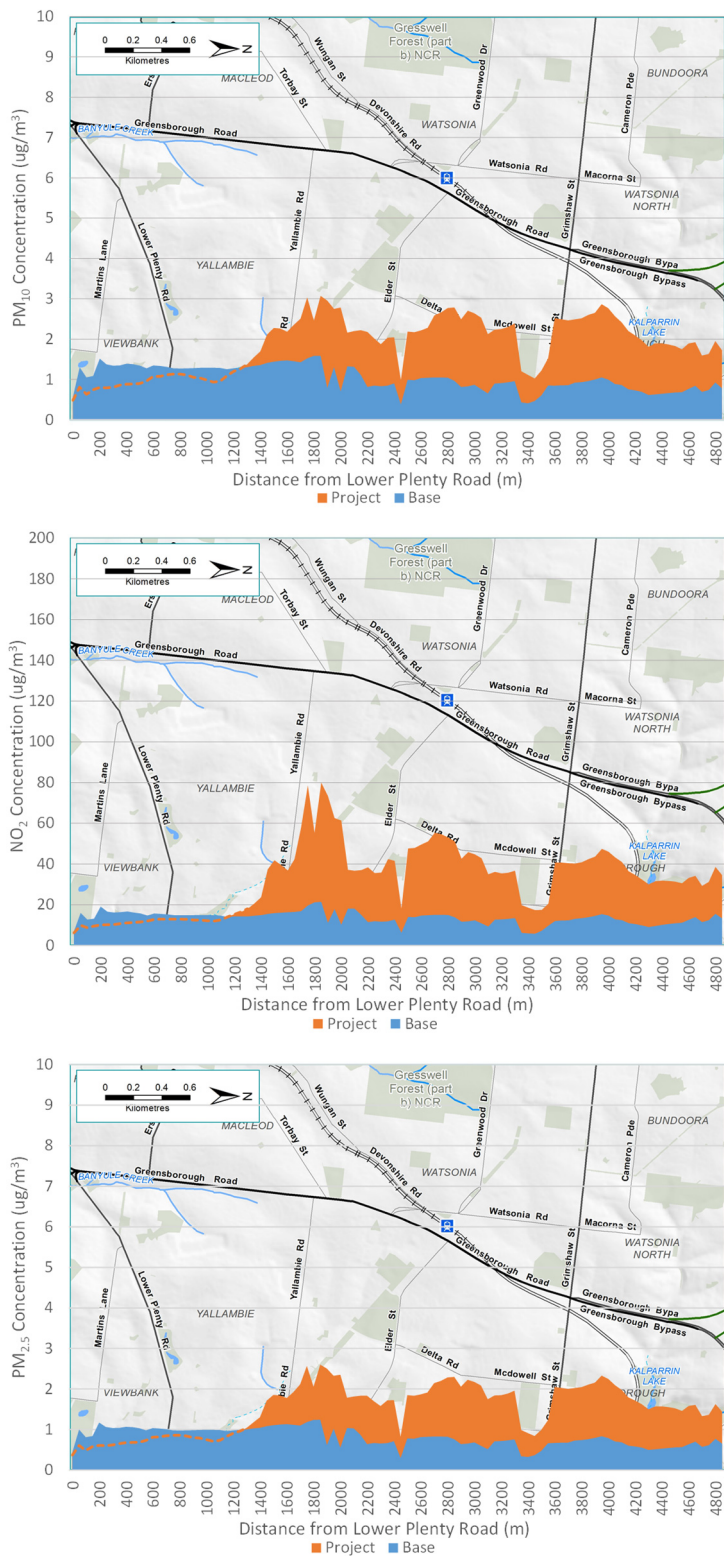 10
9
8
7
6
5
4
3
2
1
0
PM10 Concentration (ug/m3)
0 0.2 0.4 0.6
Kilometres
N
Ers
MACLEOD
Torbay St
Wungan St
Gresswell
Forest (part
b) NCR
Greenwood Dr
Devonshire Rd
WATSONIA
BUNDOORA
Cameron Pde
BANYULE CREEK
Greensborough Road
Watsonia Rd
Macorna St
WATSONIA
NORTH
Grimshaw St
Yallambie Rd
Greensborough Road
Martins Lane
Lower Plenty Rd
YALLAMBIE
Elder St
Greensborough Bypa
Greensborough Bypass
Rd
Delta
Mcdowell St
KALPARRIN
LAKE
UGH
VIEWBANK
0 200 400 600 800 1000 1200 1400 1600 1800 2000 2200 2400 2600 2800 3000 3200 3400 3600 3800 4000 4200 4400 4600 4800
Distance from Lower Plenty Road (m)
Project Base
200
180
160
140
120
100
80
60
40
20
0
NO2 Concentration (ug/m3)
0 0.2 0.4 0.6
Kilometres
N
Ers
MACLEOD
Torbay St
Wungan St
Gresswell
Forest (part
b) NCR
Greenwood Dr
Devonshire Rd
WATSONIA
BUNDOORA
Cameron Pde
BANYULE CREEK
Greensborough Road
Watsonia Rd
Macorna St
WATSONIA
NORTH
Grimshaw St
Yallambie Rd
Greensborough Road
Martins Lane
Lower Plenty Rd
YALLAMBIE
Elder St
Greensborough Bypa
Greensborough Bypass
bie Rd
Delta Rd
Mcdowell St
Grimshaw St
KALPARRIN
LAKE
ROUGH
VIEWBANK
0 200 400 600 800 1000 1200 1400 1600 1800 2000 2200 2400 2600 2800 3000 3200 3400 3600 3800 4000 4200 4400 4600 4800
Distance from Lower Plenty Road (m)
Project Base
10
9
8
7
6
5
4
3
2
1
0
PM2.5 Concentration (ug/m3)
0 0.2 0.4 0.6
Kilometres
N
Ers
MACLEOD
Torbay St
Wungan St
Gresswell
Forest (part
b) NCR
Greenwood Dr
Devonshire Rd
WATSONIA
BUNDOORA
Cameron Pde
BANYULE CREEK
Greensborough Road
Watsonia Rd
Macorna St
WATSONIA
NORTH
Grimshaw St
Yallambie Rd
Greensborough Road
Martins Lane
Lower Plenty Rd
YALLAMBIE
Elder St
Greensborough Bypa
Greensborough Bypass
bie Rd
Delta Rd
Mcdowell St
Grimshaw St
KALPARRIN
LAKE
OROUGH
VIEWBANK
0 200 400 600 800 1000 1200 1400 1600 1800 2000 2200 2400 2600 2800 3000 3200 3400 3600 3800 4000 4200 4400 4600 4800
Distance from Lower Plenty Road (m)
Project Base